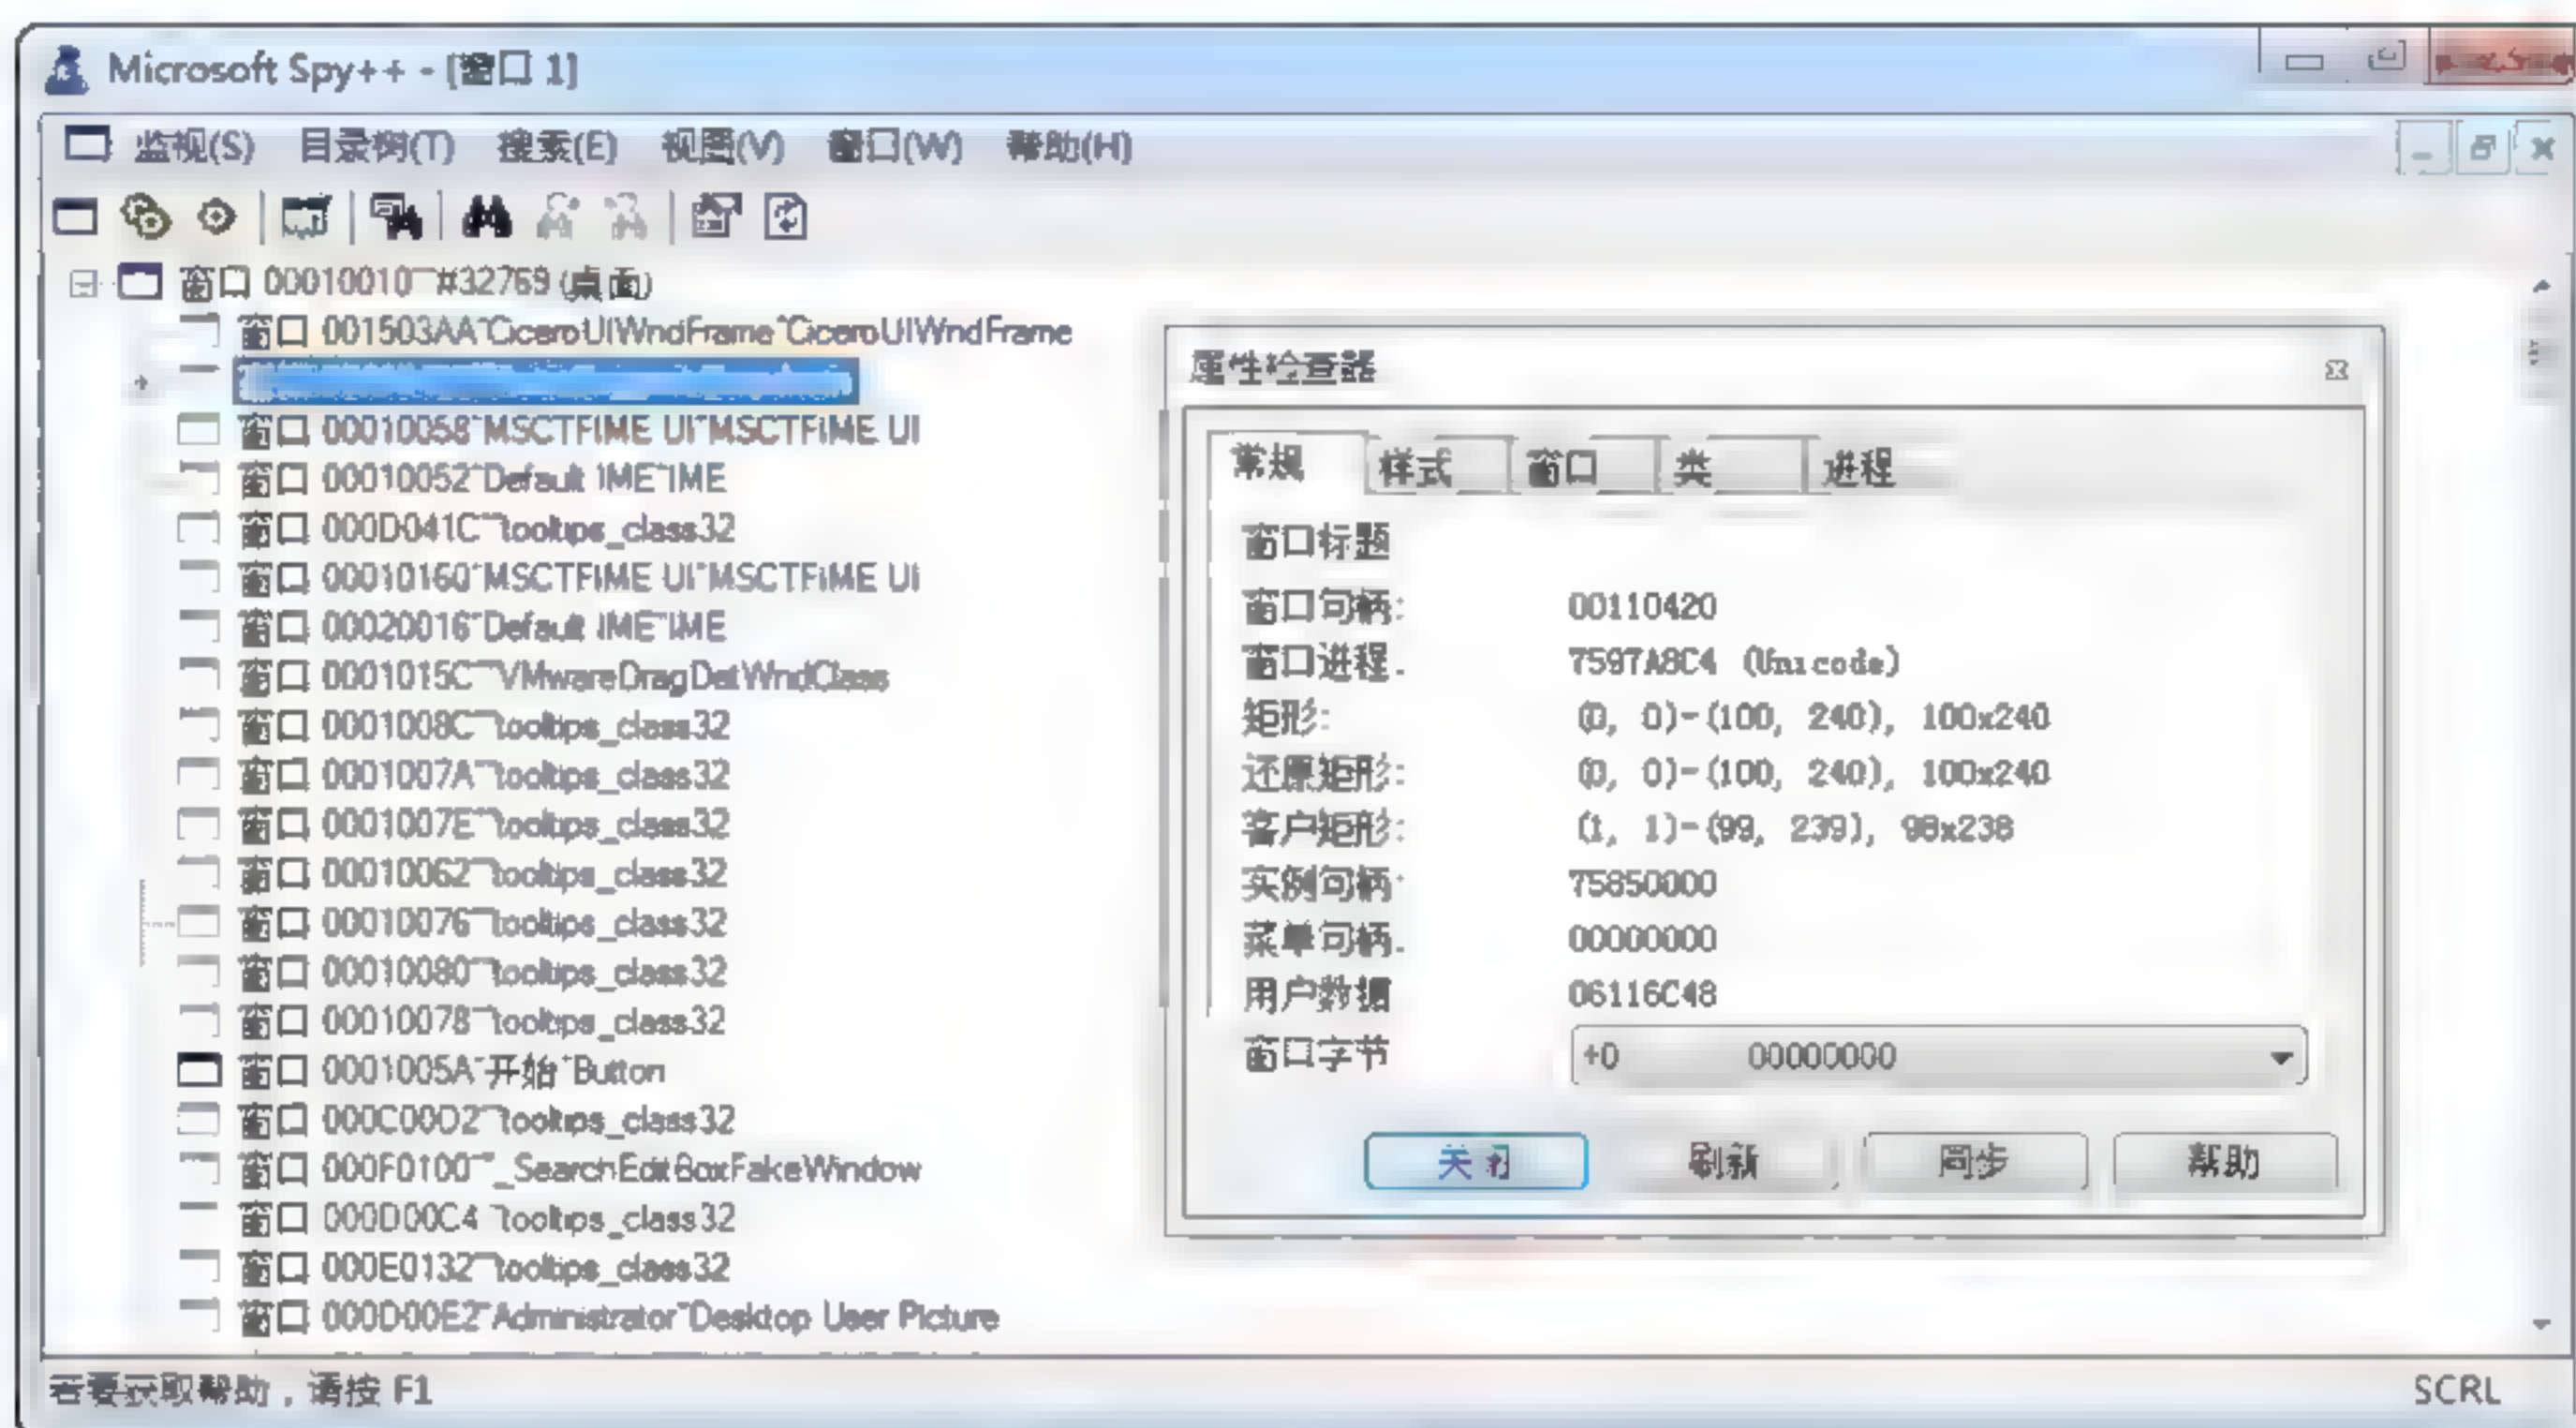 Microsoft Spy++ - [窗口 1]
监视(S) 目录树(T) 搜索(E) 视图(V) 窗口(W) 帮助(H)
窗口 00010010 "" #32769 (桌面)
窗口 001503AA "CiceroUIWndFrame" CiceroUIWndFrame
窗口 00010058 "MSCTFIME UI" MSCTFIME UI
窗口 00010052 "Default IME" IME
窗口 000D041C "" tooltips_class32
窗口 00010160 "MSCTFIME UI" MSCTFIME UI
窗口 00020016 "Default IME" IME
窗口 0001015C "" VMwareDragDetWndClass
窗口 0001008C "" tooltips_class32
窗口 0001007A "" tooltips_class32
窗口 0001007E "" tooltips_class32
窗口 00010062 "" tooltips_class32
窗口 00010076 "" tooltips_class32
窗口 00010080 "" tooltips_class32
窗口 00010078 "" tooltips_class32
窗口 0001005A "开始" Button
窗口 000C00D2 "" tooltips_class32
窗口 000F0100 "" _SearchEditBoxFakeWindow
窗口 000D00C4 "" tooltips_class32
窗口 000E0132 "" tooltips_class32
窗口 000D00E2 "Administrator" Desktop User Picture
属性检查器
常规 样式 窗口 类 进程
窗口标题
窗口句柄: 00110420
窗口进程: 7597A8C4 (Unicode)
矩形: (0, 0)-(100, 240), 100x240
还原矩形: (0, 0)-(100, 240), 100x240
客户矩形: (1, 1)-(99, 239), 98x238
实例句柄: 75850000
菜单句柄: 00000000
用户数据 06116C48
窗口字节 +0 00000000
关闭 刷新 同步 帮助
若要获取帮助，请按 F1
SCRL